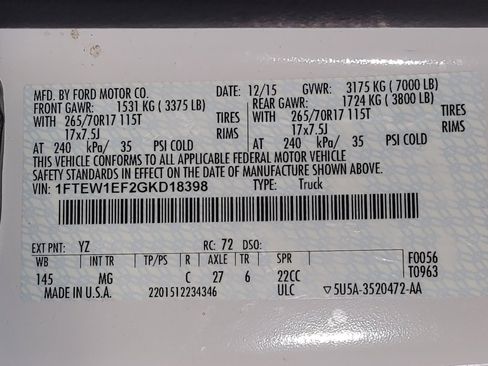 MFD. BY FORD MOTOR CO. DATE: 12/15 GVWR: 3175 KG ( 7000 LB)
FRONT GAWR: 1531 KG ( 3375 LB) REAR GAWR: 1724 KG ( 3800 LB)
WITH 265/70R17 115T TIRES WITH 265/70R17 115T TIRES
17x7.5J RIMS 17x7.5J RIMS
AT 240 kPa/ 35 PSI COLD AT 240 kPa/ 35 PSI COLD
THIS VEHICLE CONFORMS TO ALL APPLICABLE FEDERAL MOTOR VEHICLE
SAFETY STANDARDS IN EFFECT ON THE DATE OF MANUFACTURE SHOWN ABOVE.
VIN: 1FTEW1EF2GKD18398 TYPE: Truck
EXT PNT: YZ RC: 72 DSO:
WB INT TR TP/PS R AXLE TR SPR F0056
145 MG C 27 6 22CC T0963
MADE IN U.S.A. 2201512234346 ULC ▽5U5A-3520472-AA